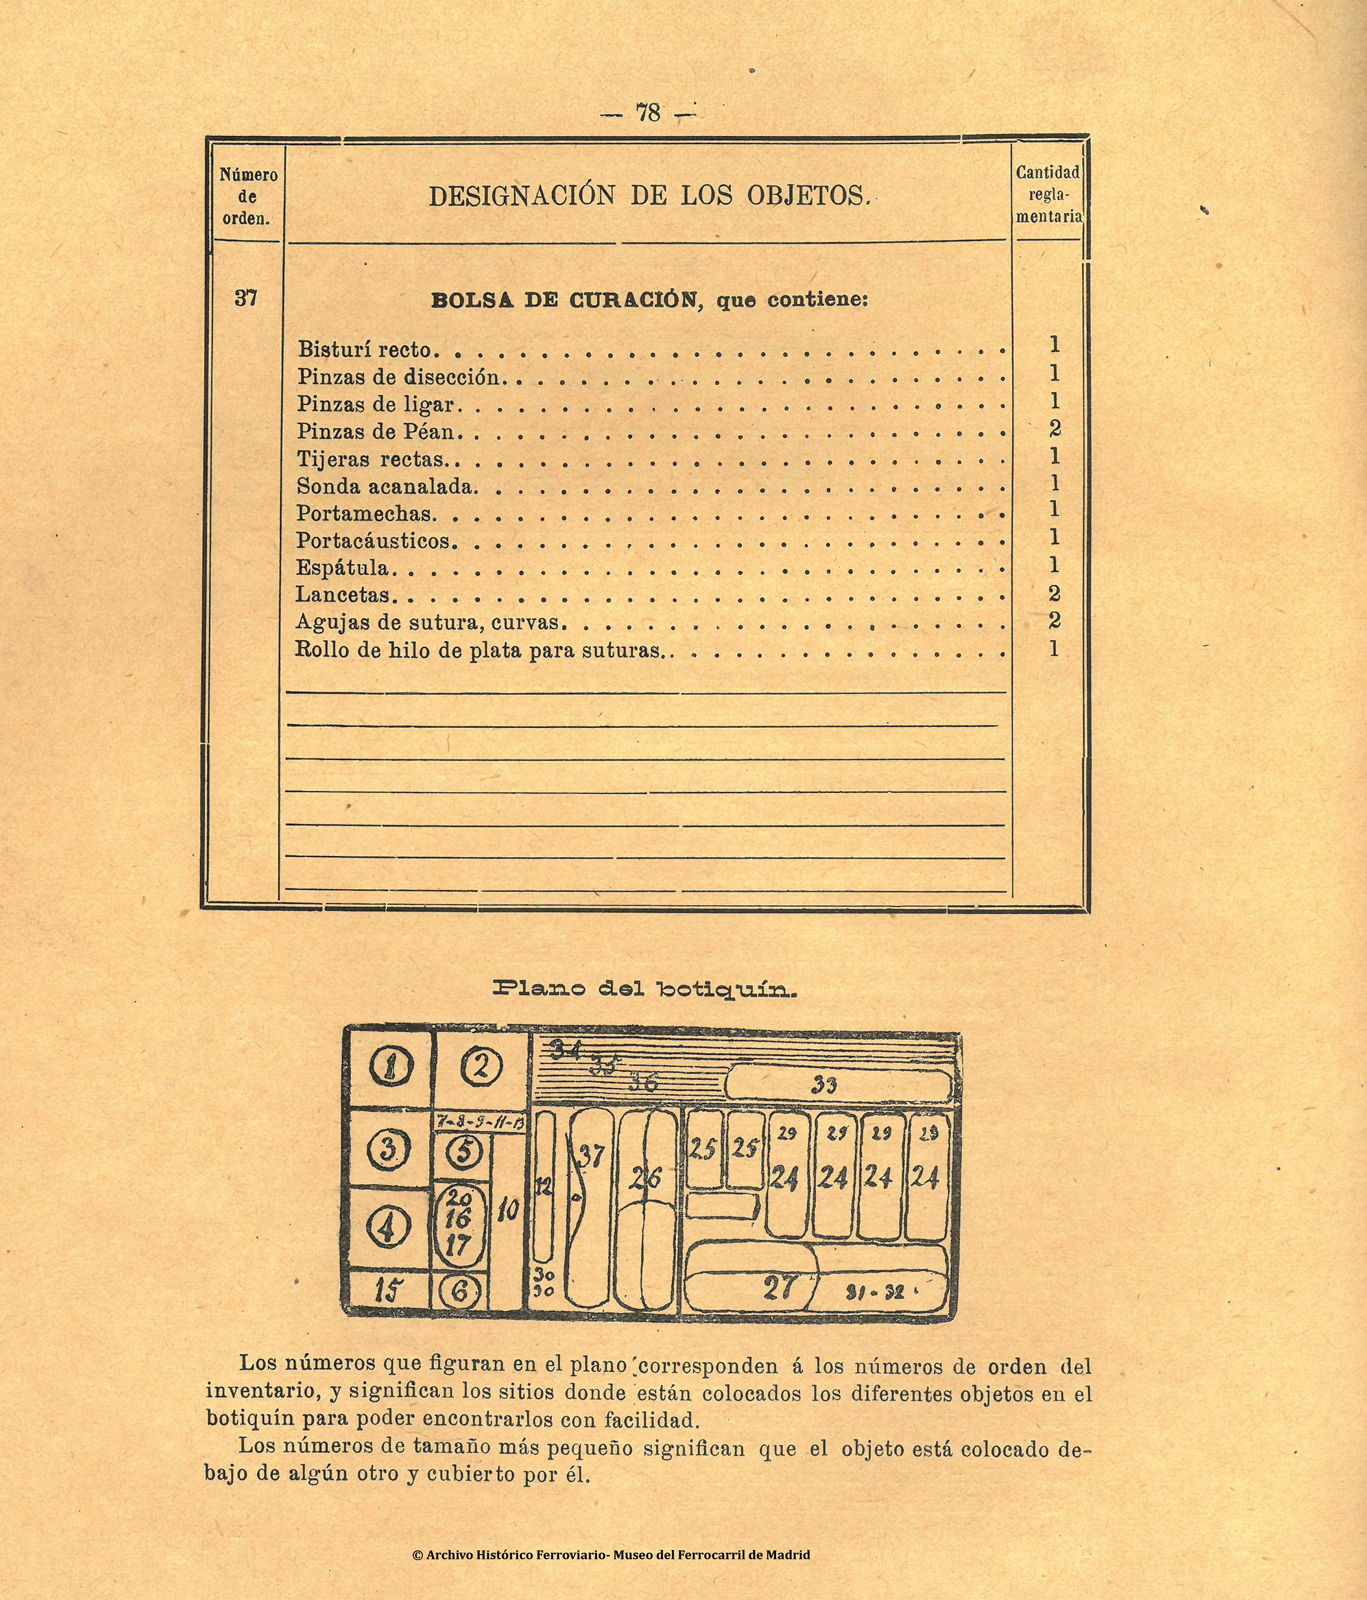 — 78 —
Número
de
orden.
DESIGNACIÓN DE LOS OBJETOS.
Cantidad
regla-
mentaria
37 BOLSA DE CURACIÓN, que contiene:
Bisturí recto. . . . . . . . . . . . . . . . . . . . . . . . 1
Pinzas de disección. . . . . . . . . . . . . . . . . . . . . 1
Pinzas de ligar. . . . . . . . . . . . . . . . . . . . . . . 1
Pinzas de Péan. . . . . . . . . . . . . . . . . . . . . . . 2
Tijeras rectas. . . . . . . . . . . . . . . . . . . . . . . 1
Sonda acanalada. . . . . . . . . . . . . . . . . . . . . . 1
Portamechas. . . . . . . . . . . . . . . . . . . . . . . . 1
Portacáusticos. . . . . . . . . . . . . . . . . . . . . . . 1
Espátula. . . . . . . . . . . . . . . . . . . . . . . . . . 1
Lancetas. . . . . . . . . . . . . . . . . . . . . . . . . . 2
Agujas de sutura, curvas. . . . . . . . . . . . . . . . . . 2
Rollo de hilo de plata para suturas. . . . . . . . . . . . . 1
Plano del botiquín.
1 2 34 35 36 33
7-8-9-11-13
3 5 12 37 26 25 25 29 29 29 29
24 24 24 24
4 20 16 17 10
15 6 30 30 27 31-32
Los números que figuran en el plano corresponden á los números de orden del
inventario, y significan los sitios donde están colocados los diferentes objetos en el
botiquín para poder encontrarlos con facilidad.
Los números de tamaño más pequeño significan que el objeto está colocado de-
bajo de algún otro y cubierto por él.
© Archivo Histórico Ferroviario- Museo del Ferrocarril de Madrid